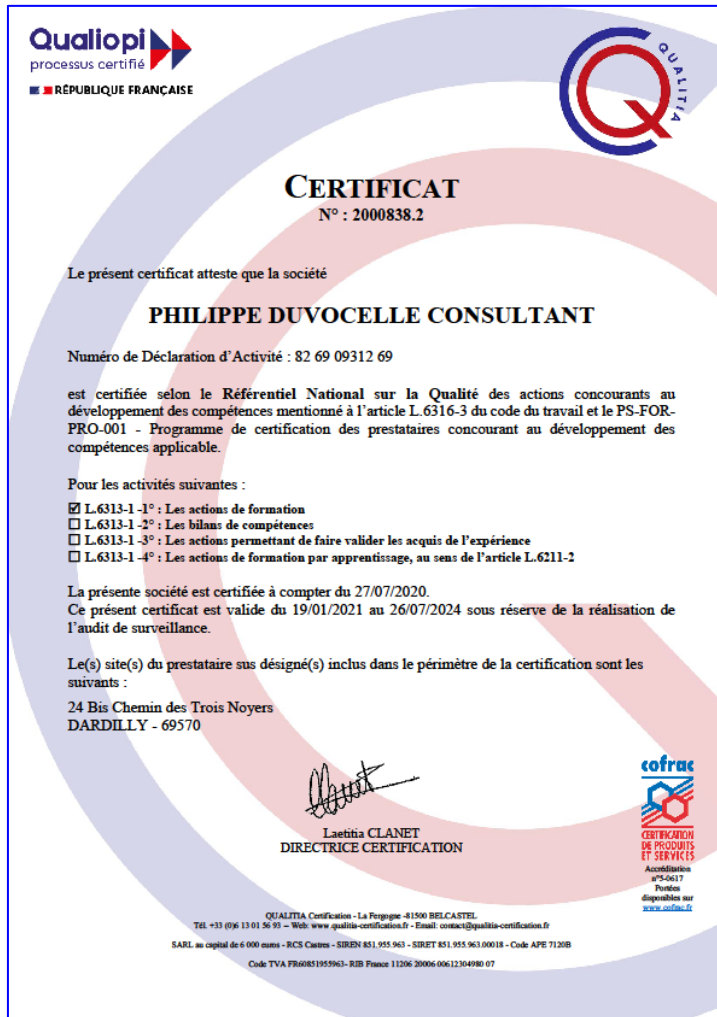 Qualiopi
processus certifié
RÉPUBLIQUE FRANÇAISE
QUALITIA
CERTIFICAT
N° : 2000838.2
Le présent certificat atteste que la société
PHILIPPE DUVOCELLE CONSULTANT
Numéro de Déclaration d'Activité : 82 69 09312 69
est certifiée selon le Référentiel National sur la Qualité des actions concourants au
développement des compétences mentionné à l'article L.6316-3 du code du travail et le PS-FOR-
PRO-001 - Programme de certification des prestataires concourant au développement des
compétences applicable.
Pour les activités suivantes :
☑ L.6313-1 -1° : Les actions de formation
☐ L.6313-1 -2° : Les bilans de compétences
☐ L.6313-1 -3° : Les actions permettant de faire valider les acquis de l'expérience
☐ L.6313-1 -4° : Les actions de formation par apprentissage, au sens de l'article L.6211-2
La présente société est certifiée à compter du 27/07/2020.
Ce présent certificat est valide du 19/01/2021 au 26/07/2024 sous réserve de la réalisation de
l'audit de surveillance.
Le(s) site(s) du prestataire sus désigné(s) inclus dans le périmètre de la certification sont les
suivants :
24 Bis Chemin des Trois Noyers
DARDILLY - 69570
Laetitia CLANET
DIRECTRICE CERTIFICATION
cofrac
CERTIFICATION
DE PRODUITS
ET SERVICES
Accréditation
n°5-0617
Portées
disponibles sur
www.cofrac.fr
QUALITIA Certification - La Fergogne -81500 BELCASTEL
Tél. +33 (0)6 13 01 56 93 – Web: www.qualitia-certification.fr - Email: contact@qualitia-certification.fr
SARL au capital de 6 000 euros - RCS Castres - SIREN 851.955.963 - SIRET 851.955.963.00018 - Code APE 7120B
Code TVA FR60851955963- RIB France 11206 20006 00612304980 07